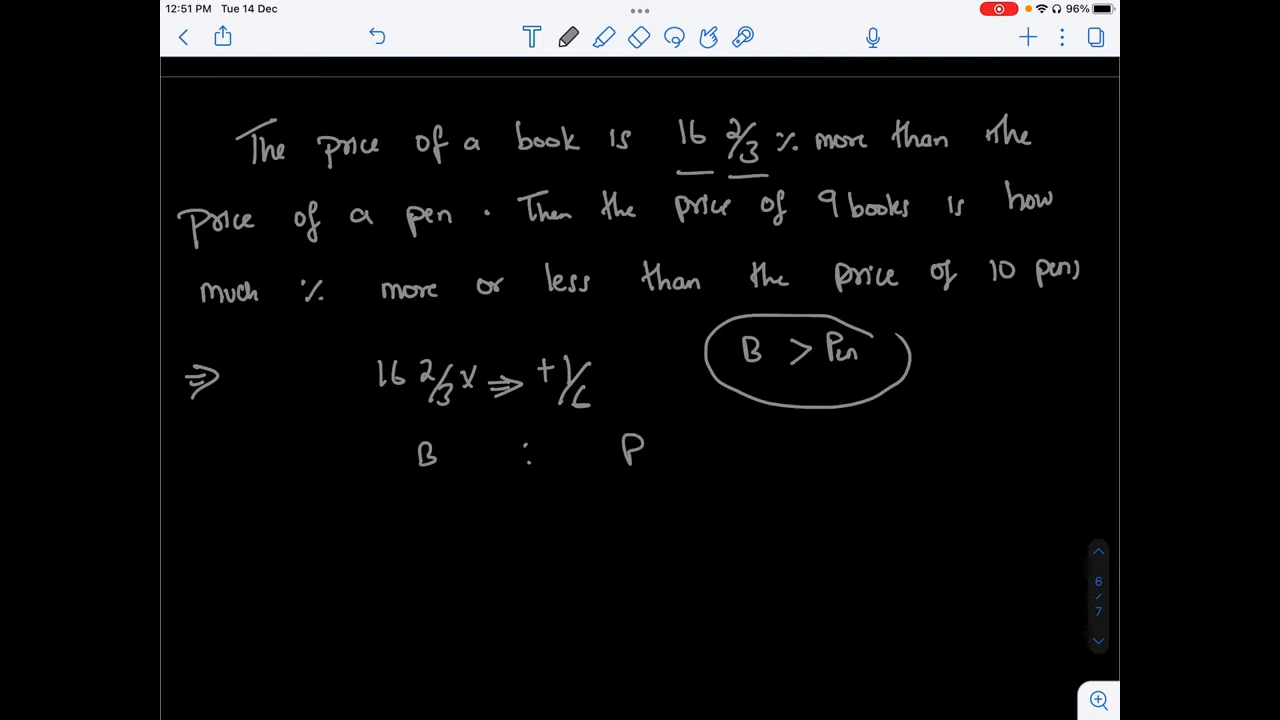 12:51 PM Tue 14 Dec
96%
The price of a book is 16 2/3 % more than the
price of a pen . Then the price of 9 books is how
much % more or less than the price of 10 pens
⇒ 16 2/3 % ⇒ +1/6 B > Pen
B : P
6
/
7